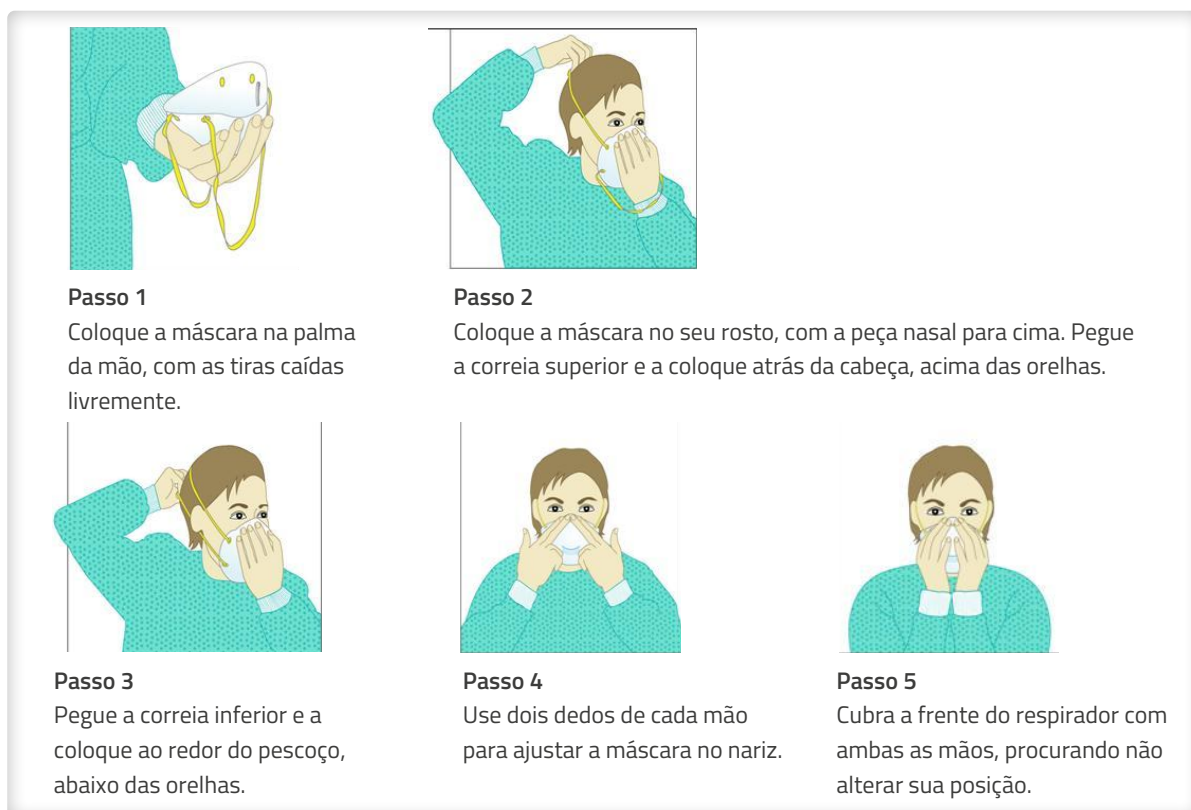 Passo 1
Coloque a máscara na palma
da mão, com as tiras caídas
livremente.
Passo 2
Coloque a máscara no seu rosto, com a peça nasal para cima. Pegue
a correia superior e a coloque atrás da cabeça, acima das orelhas.
Passo 3
Pegue a correia inferior e a
coloque ao redor do pescoço,
abaixo das orelhas.
Passo 4
Use dois dedos de cada mão
para ajustar a máscara no nariz.
Passo 5
Cubra a frente do respirador com
ambas as mãos, procurando não
alterar sua posição.